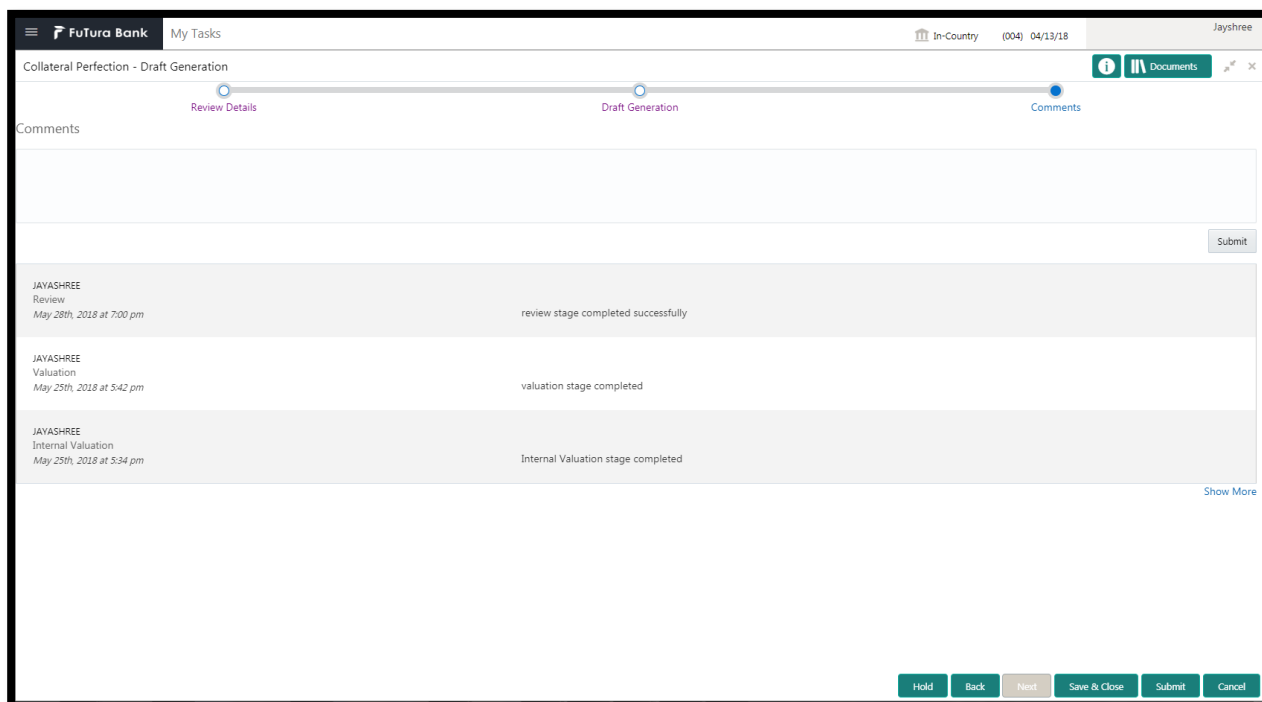 FuTura Bank My Tasks In-Country (004) 04/13/18 Jayshree
Collateral Perfection - Draft Generation i Documents
Review Details Draft Generation Comments
Comments
Submit
JAYASHREE
Review
May 28th, 2018 at 7:00 pm review stage completed successfully
JAYASHREE
Valuation
May 25th, 2018 at 5:42 pm valuation stage completed
JAYASHREE
Internal Valuation
May 25th, 2018 at 5:34 pm Internal Valuation stage completed
Show More
Hold Back Next Save & Close Submit Cancel